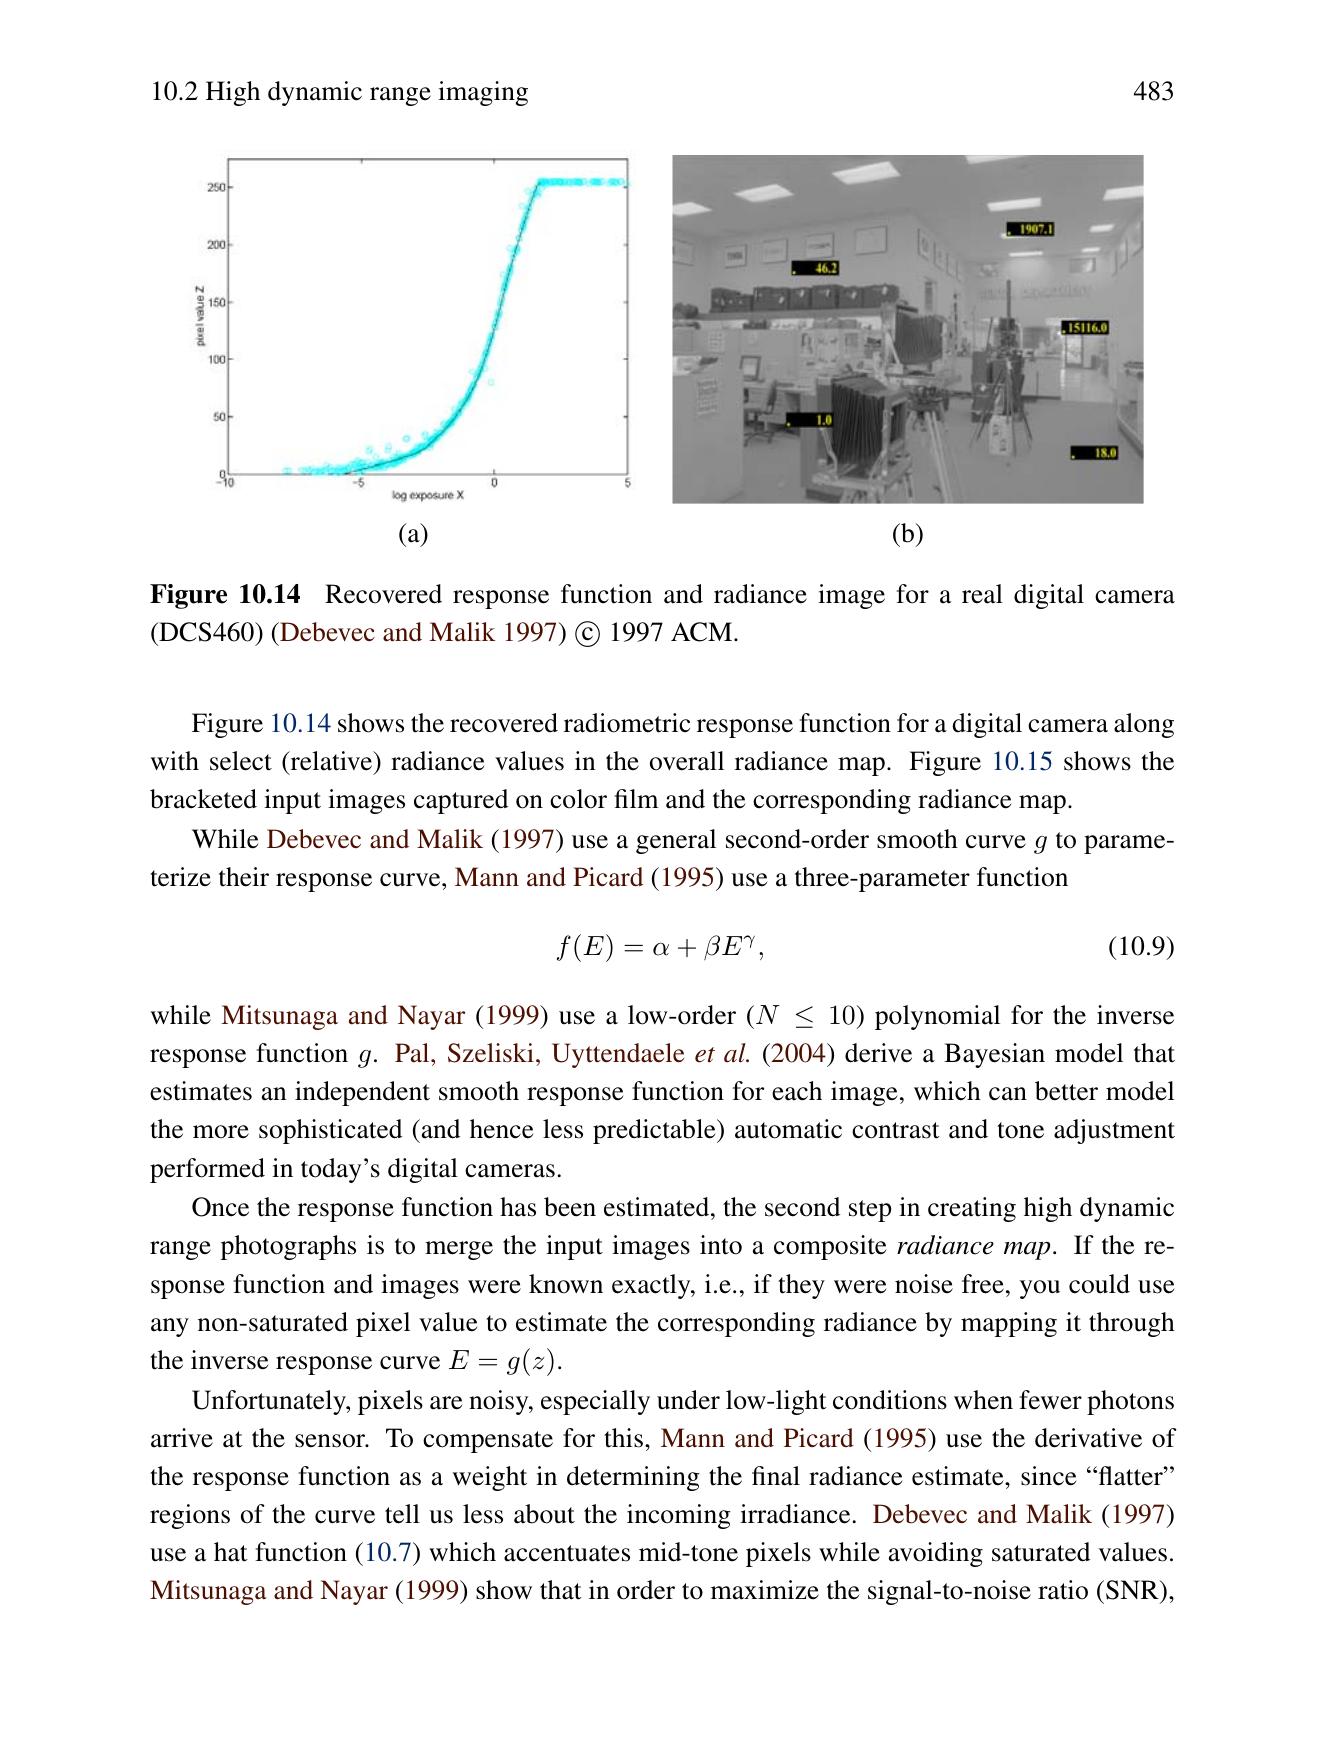 10.2 High dynamic range imaging 483
250
200
150
100
50
0
pixel value Z
-10 -5 0 5
log exposure X
1907.1
46.2
15116.0
1.0
18.0
(a) (b)
Figure 10.14 Recovered response function and radiance image for a real digital camera
(DCS460) (Debevec and Malik 1997) © 1997 ACM.
Figure 10.14 shows the recovered radiometric response function for a digital camera along
with select (relative) radiance values in the overall radiance map. Figure 10.15 shows the
bracketed input images captured on color film and the corresponding radiance map.
While Debevec and Malik (1997) use a general second-order smooth curve g to parame-
terize their response curve, Mann and Picard (1995) use a three-parameter function
f(E) = α + βE^γ, (10.9)
while Mitsunaga and Nayar (1999) use a low-order (N ≤ 10) polynomial for the inverse
response function g. Pal, Szeliski, Uyttendaele et al. (2004) derive a Bayesian model that
estimates an independent smooth response function for each image, which can better model
the more sophisticated (and hence less predictable) automatic contrast and tone adjustment
performed in today's digital cameras.
Once the response function has been estimated, the second step in creating high dynamic
range photographs is to merge the input images into a composite radiance map. If the re-
sponse function and images were known exactly, i.e., if they were noise free, you could use
any non-saturated pixel value to estimate the corresponding radiance by mapping it through
the inverse response curve E = g(z).
Unfortunately, pixels are noisy, especially under low-light conditions when fewer photons
arrive at the sensor. To compensate for this, Mann and Picard (1995) use the derivative of
the response function as a weight in determining the final radiance estimate, since “flatter”
regions of the curve tell us less about the incoming irradiance. Debevec and Malik (1997)
use a hat function (10.7) which accentuates mid-tone pixels while avoiding saturated values.
Mitsunaga and Nayar (1999) show that in order to maximize the signal-to-noise ratio (SNR),